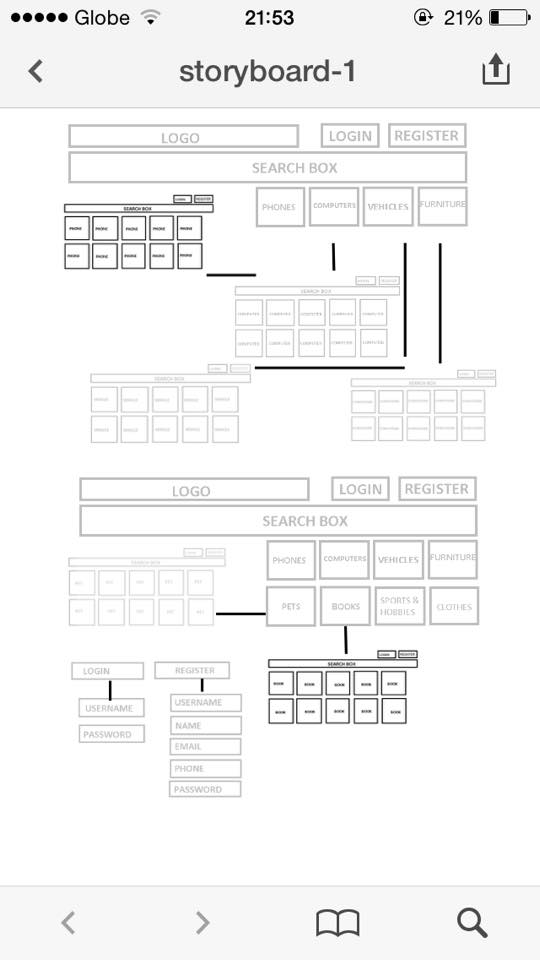 Globe 21:53 21%
storyboard-1
LOGO LOGIN REGISTER
SEARCH BOX
PHONES COMPUTERS VEHICLES FURNITURE
LOGIN REGISTER
SEARCH BOX
PHONE PHONE PHONE PHONE PHONE
PHONE PHONE PHONE PHONE PHONE
LOGIN REGISTER
SEARCH BOX
COMPUTER COMPUTER COMPUTER COMPUTER COMPUTER
COMPUTER COMPUTER COMPUTER COMPUTER COMPUTER
LOGIN REGISTER
SEARCH BOX
VEHICLE VEHICLE VEHICLE VEHICLE VEHICLE
VEHICLE VEHICLE VEHICLE VEHICLE VEHICLE
LOGIN REGISTER
SEARCH BOX
FURNITURE FURNITURE FURNITURE FURNITURE FURNITURE
FURNITURE FURNITURE FURNITURE FURNITURE FURNITURE
LOGO LOGIN REGISTER
SEARCH BOX
PHONES COMPUTERS VEHICLES FURNITURE
PETS BOOKS SPORTS & HOBBIES CLOTHES
LOGIN REGISTER
SEARCH BOX
PET PET PET PET PET
PET PET PET PET PET
LOGIN REGISTER
SEARCH BOX
BOOK BOOK BOOK BOOK BOOK
BOOK BOOK BOOK BOOK BOOK
LOGIN
USERNAME
PASSWORD
REGISTER
USERNAME
NAME
EMAIL
PHONE
PASSWORD